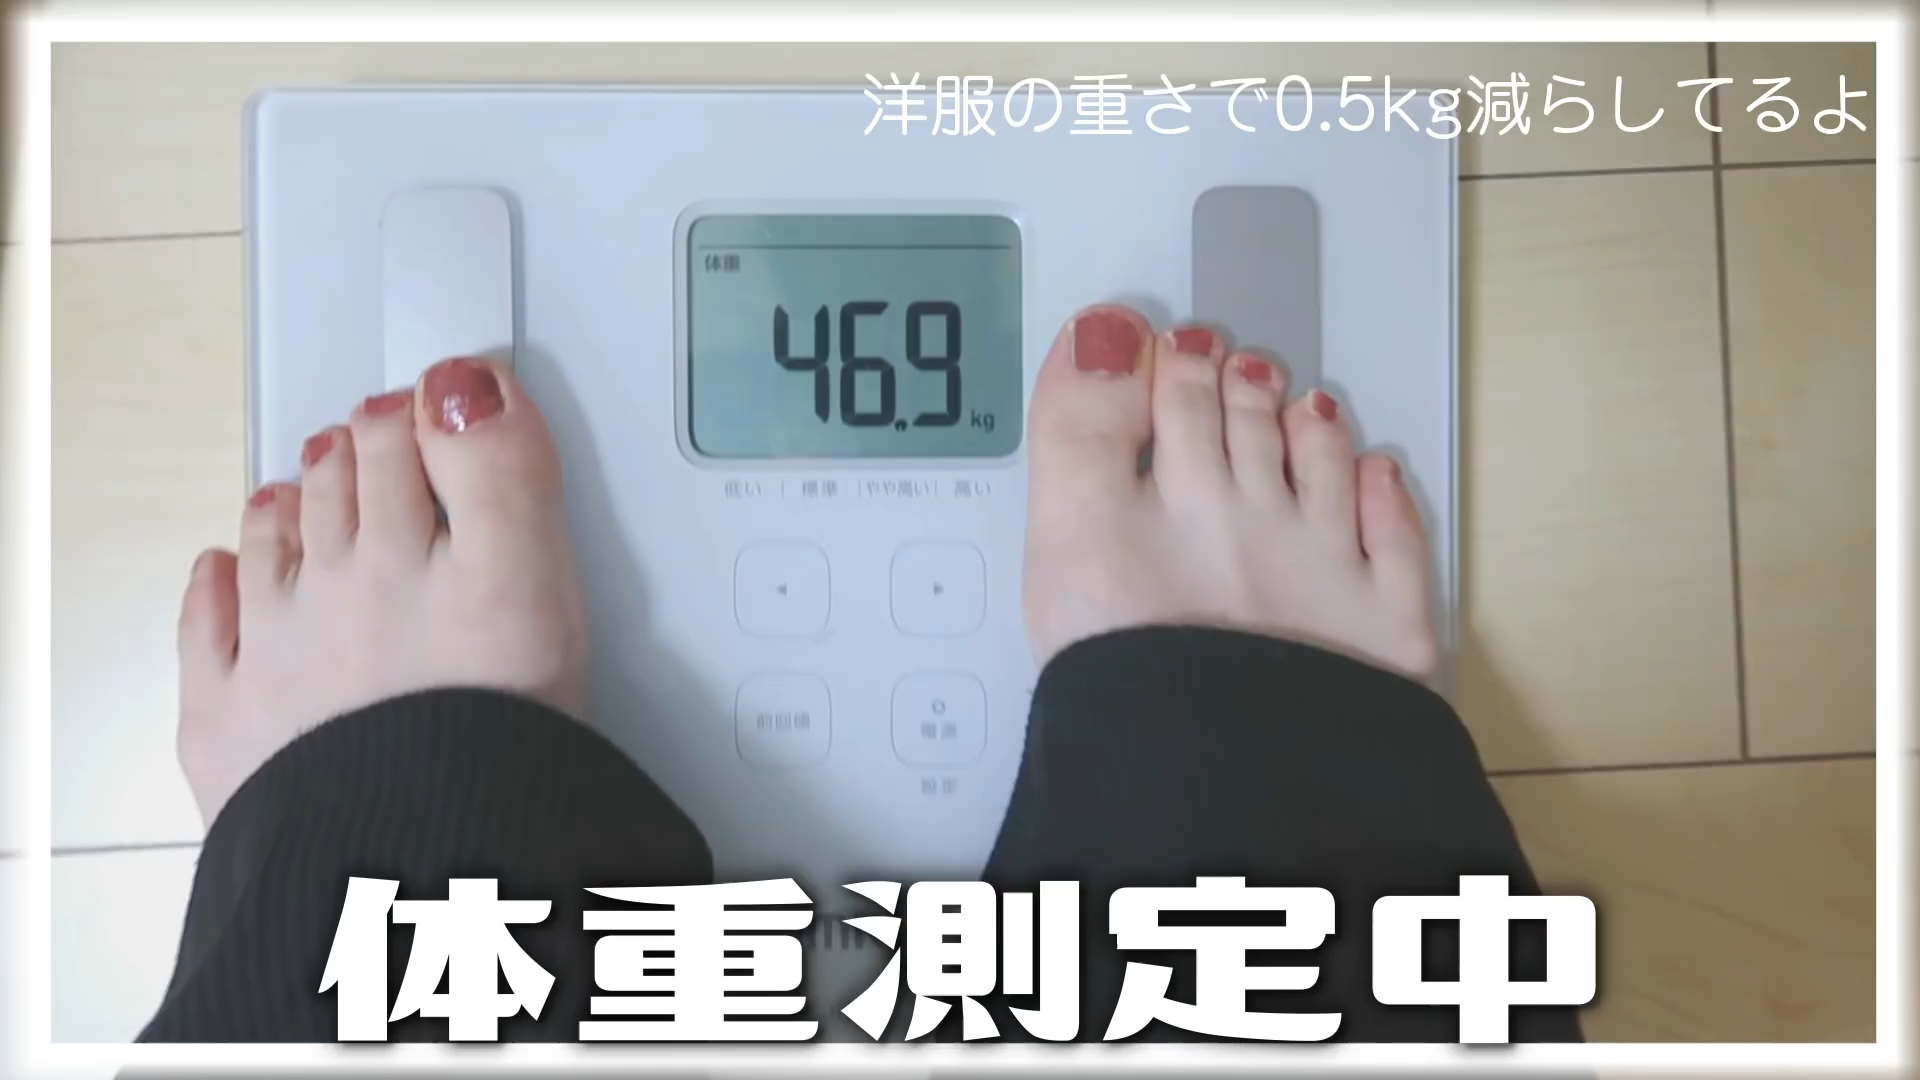 洋服の重さで0.5kg減らしてるよ
体重
46.9kg
低い | 標準 | やや高い | 高い
前回値
電源
設定
体重測定中